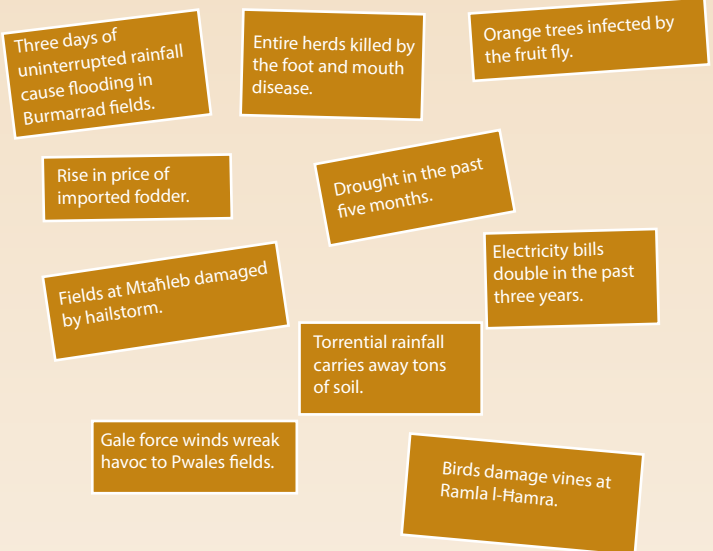 Three days of
uninterrupted rainfall
cause flooding in
Burmarrad fields.
Entire herds killed by
the foot and mouth
disease.
Orange trees infected by
the fruit fly.
Rise in price of
imported fodder.
Drought in the past
five months.
Fields at Mtaħleb damaged
by hailstorm.
Electricity bills
double in the past
three years.
Torrential rainfall
carries away tons
of soil.
Gale force winds wreak
havoc to Pwales fields.
Birds damage vines at
Ramla l-Ħamra.